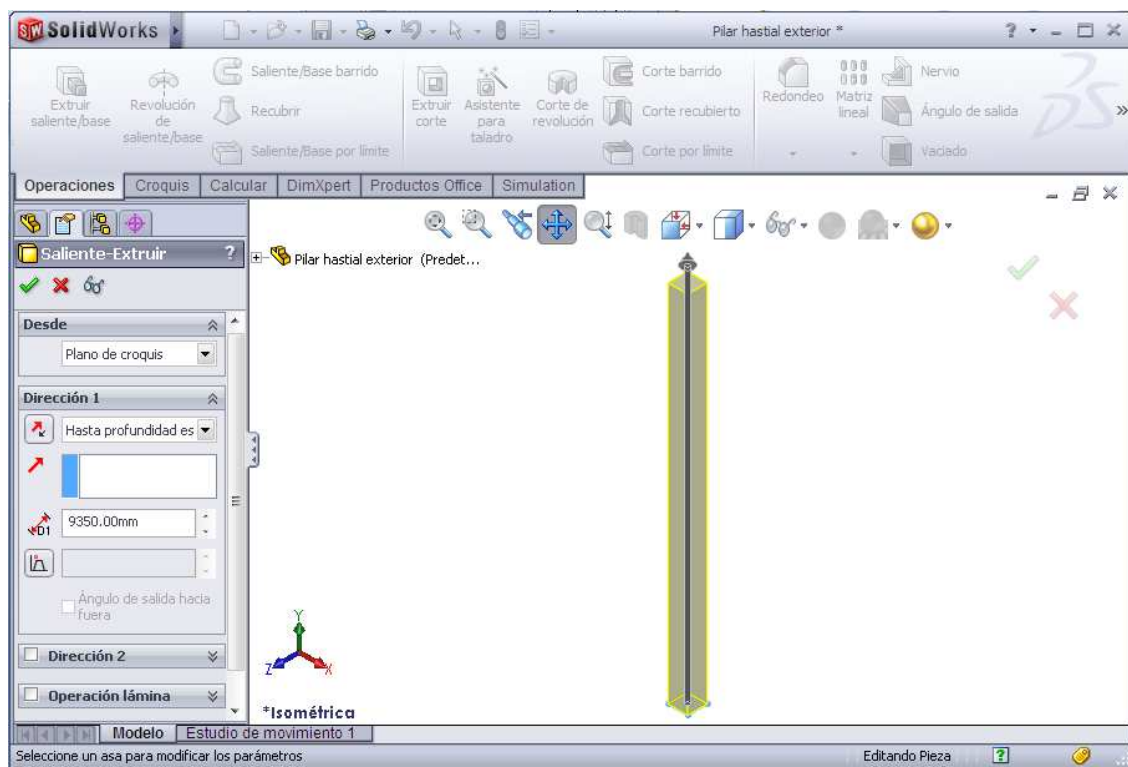 SolidWorks
Pilar hastial exterior *
Extruir saliente/base
Revolución de saliente/base
Saliente/Base barrido
Recubrir
Saliente/Base por límite
Extruir corte
Asistente para taladro
Corte de revolución
Corte barrido
Corte recubierto
Corte por límite
Redondeo
Matriz lineal
Nervio
Ángulo de salida
Vaciado
»
Operaciones Croquis Calcular DimXpert Productos Office Simulation
Saliente-Extruir ?
Pilar hastial exterior (Predet...
Desde
Plano de croquis
Dirección 1
Hasta profundidad es
D1 9350.00mm
Ángulo de salida hacia fuera
Dirección 2
Operación lámina
Y
Z X
*Isométrica
Modelo Estudio de movimiento 1
Seleccione un asa para modificar los parámetros
Editando Pieza ?